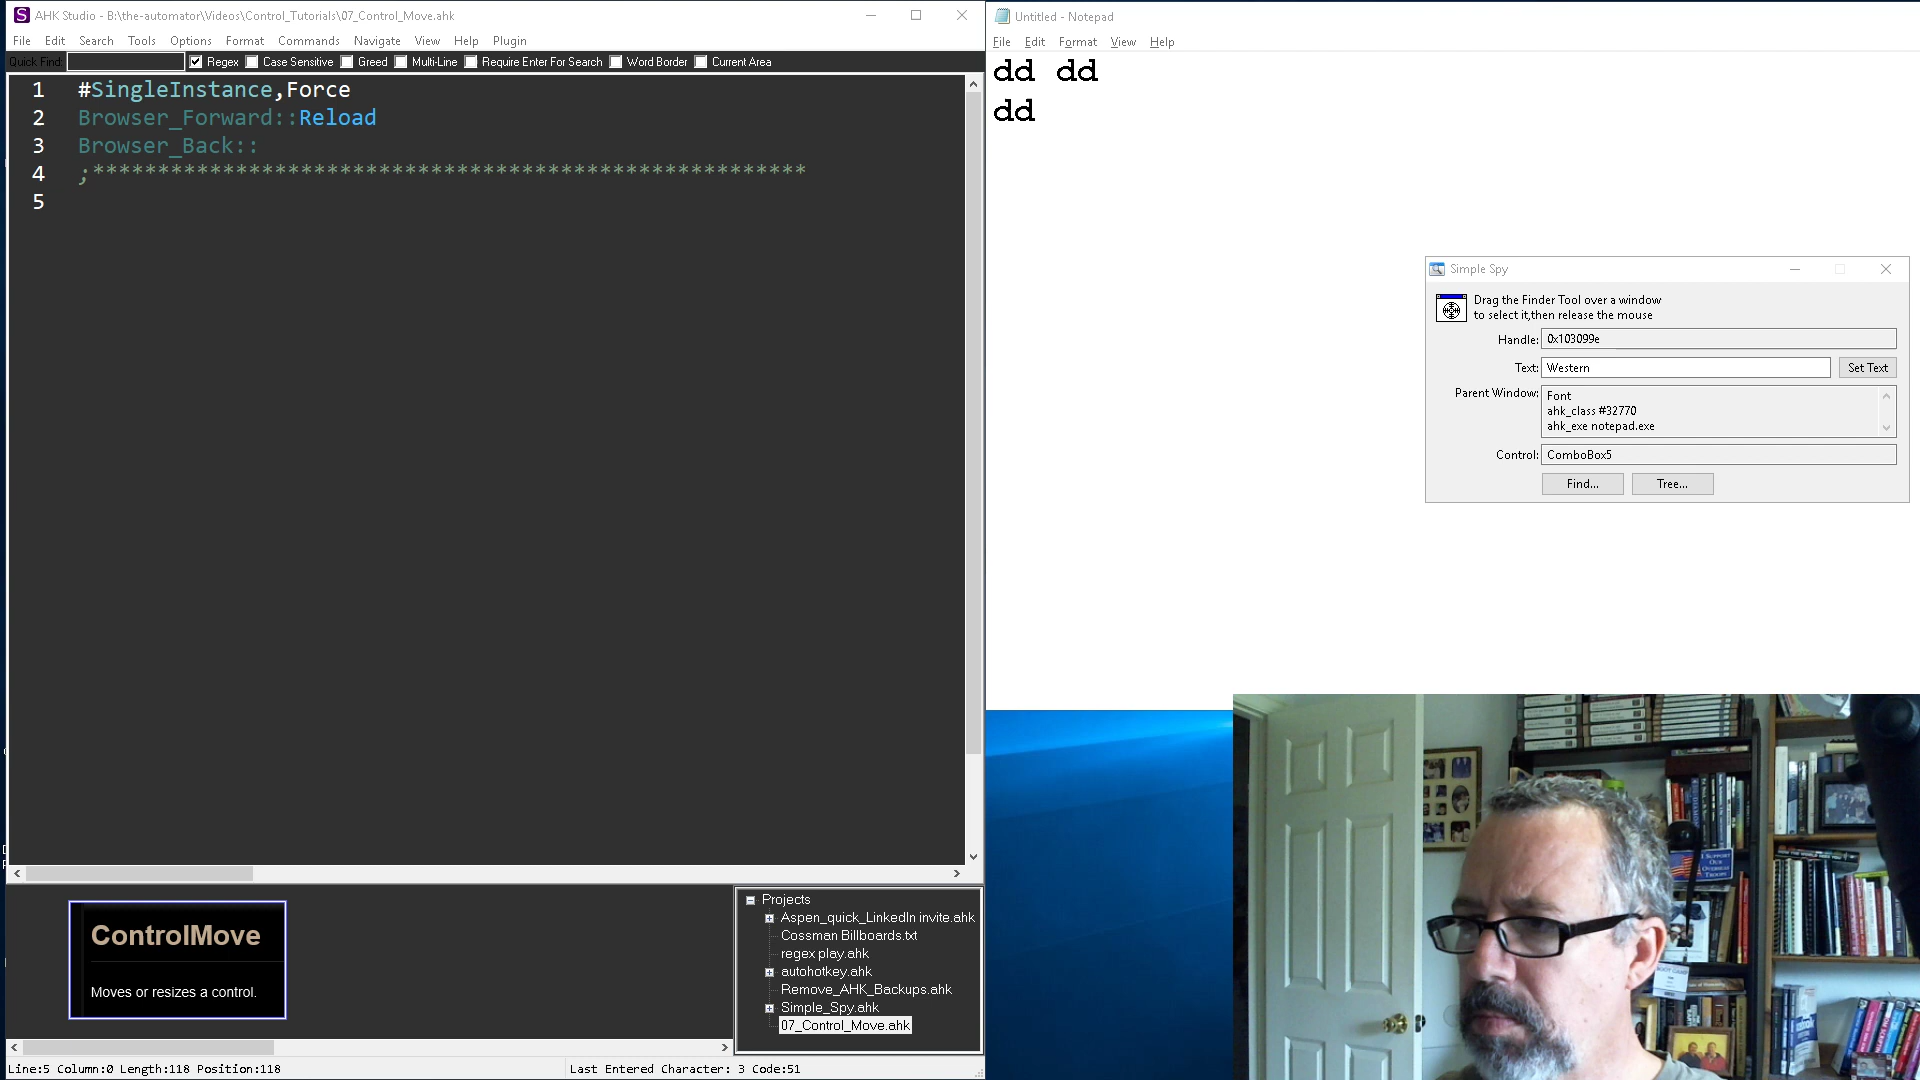 AHK Studio - B:\the-automator\Videos\Control_Tutorials\07_Control_Move.ahk
File Edit Search Tools Options Format Commands Navigate View Help Plugin
Quick Find: Regex Case Sensitive Greed Multi-Line Require Enter For Search Word Border Current Area
1 #SingleInstance,Force
2 Browser_Forward::Reload
3 Browser_Back::
4 ;*******************************************************
5
ControlMove
Moves or resizes a control.
Projects
Aspen_quick_LinkedIn invite.ahk
Cossman Billboards.txt
regex play.ahk
autohotkey.ahk
Remove_AHK_Backups.ahk
Simple_Spy.ahk
07_Control_Move.ahk
Line:5 Column:0 Length:118 Position:118
Last Entered Character: 3 Code:51
Untitled - Notepad
File Edit Format View Help
dd dd
dd
Simple Spy
Drag the Finder Tool over a window
to select it,then release the mouse
Handle: 0x103099e
Text: Western Set Text
Parent Window: Font
ahk_class #32770
ahk_exe notepad.exe
Control: ComboBox5
Find... Tree...
I SUPPORT
OUR
OVERSEAS
TROOPS